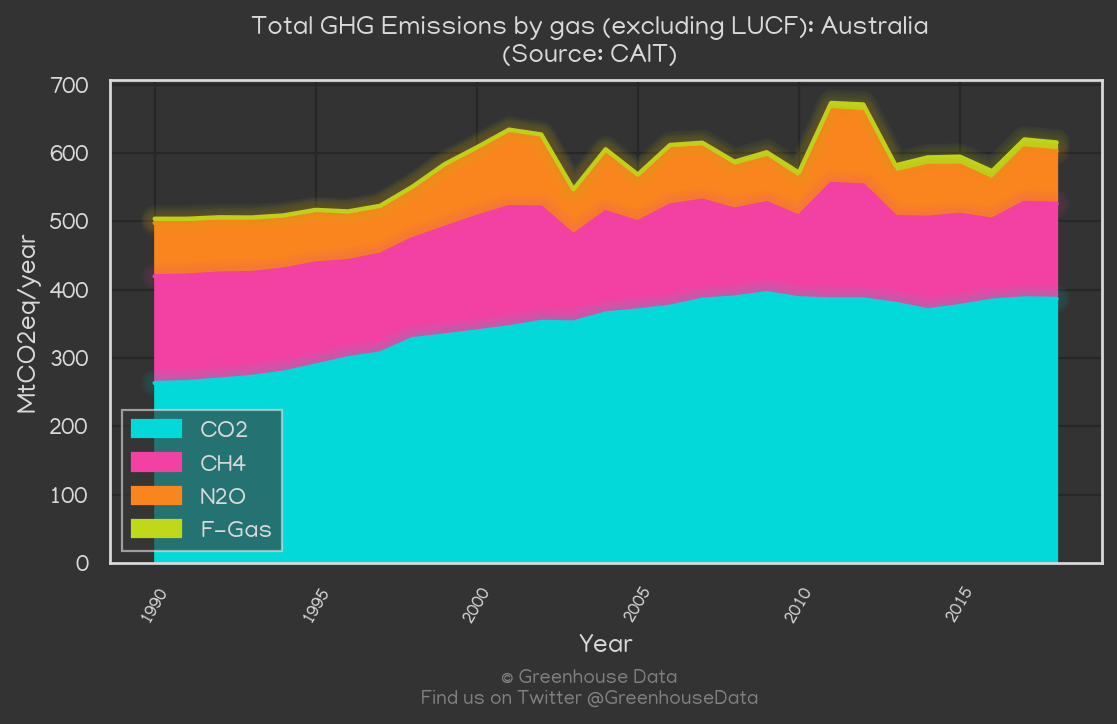 Total GHG Emissions by gas (excluding LUCF): Australia
(Source: CAIT)
MtCO2eq/year
700
600
500
400
300
200
100
0
CO2
CH4
N2O
F-Gas
1990
1995
2000
2005
2010
2015
Year
© Greenhouse Data
Find us on Twitter @GreenhouseData